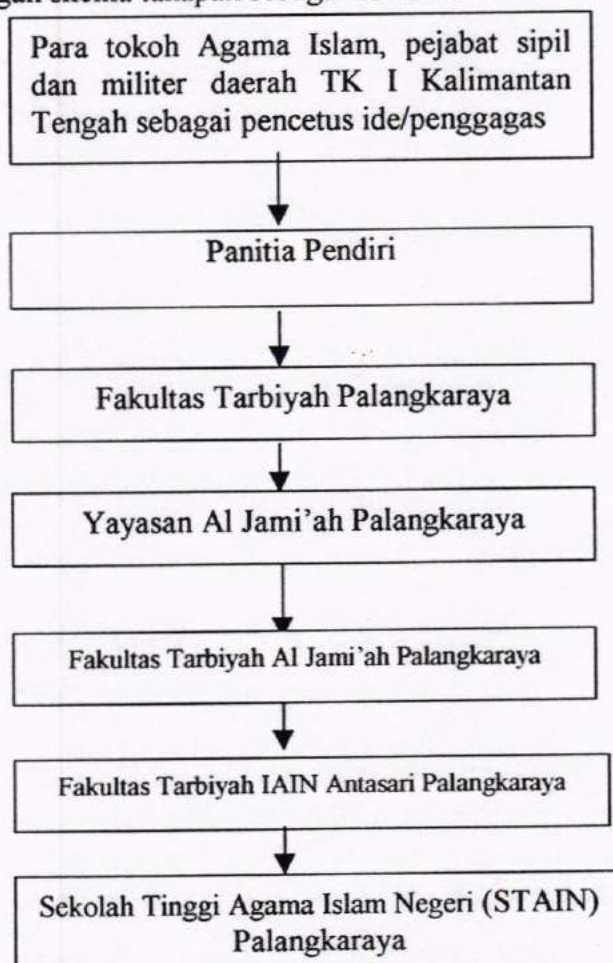 Para tokoh Agama Islam, pejabat sipil
dan militer daerah TK I Kalimantan
Tengah sebagai pencetus ide/penggagas
Panitia Pendiri
Fakultas Tarbiyah Palangkaraya
Yayasan Al Jami'ah Palangkaraya
Fakultas Tarbiyah Al Jami'ah Palangkaraya
Fakultas Tarbiyah IAIN Antasari Palangkaraya
Sekolah Tinggi Agama Islam Negeri (STAIN)
Palangkaraya